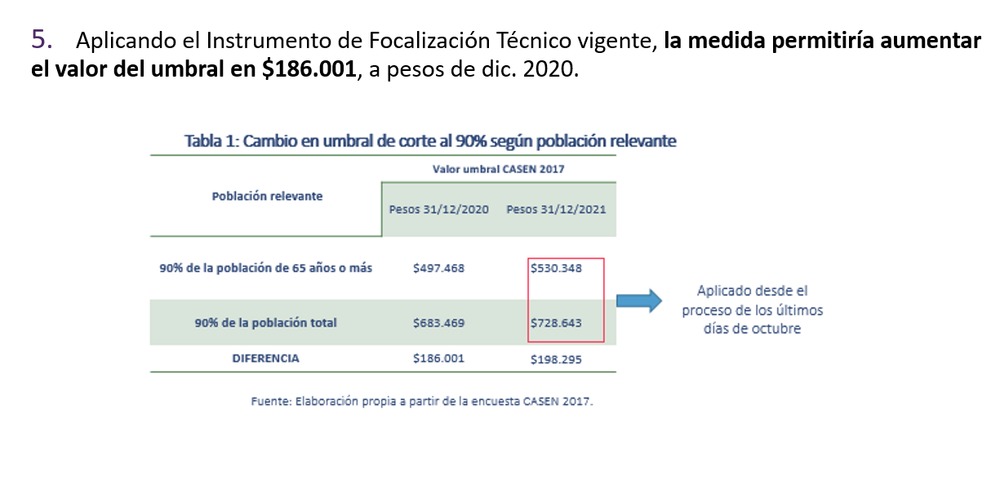 5. Aplicando el Instrumento de Focalización Técnico vigente, la medida permitiría aumentar
el valor del umbral en $186.001, a pesos de dic. 2020.
Tabla 1: Cambio en umbral de corte al 90% según población relevante
Valor umbral CASEN 2017
Población relevante
Pesos 31/12/2020 Pesos 31/12/2021
90% de la población de 65 años o más $497.468 $530.348
90% de la población total $683.469 $728.643
DIFERENCIA $186.001 $198.295
Aplicado desde el
proceso de los últimos
días de octubre
Fuente: Elaboración propia a partir de la encuesta CASEN 2017.